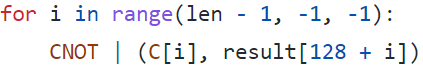 for i in range(len - 1, -1, -1):
    CNOT | (C[i], result[128 + i])